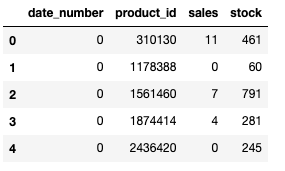 date_number product_id sales stock
0 0 310130 11 461
1 0 1178388 0 60
2 0 1561460 7 791
3 0 1874414 4 281
4 0 2436420 0 245